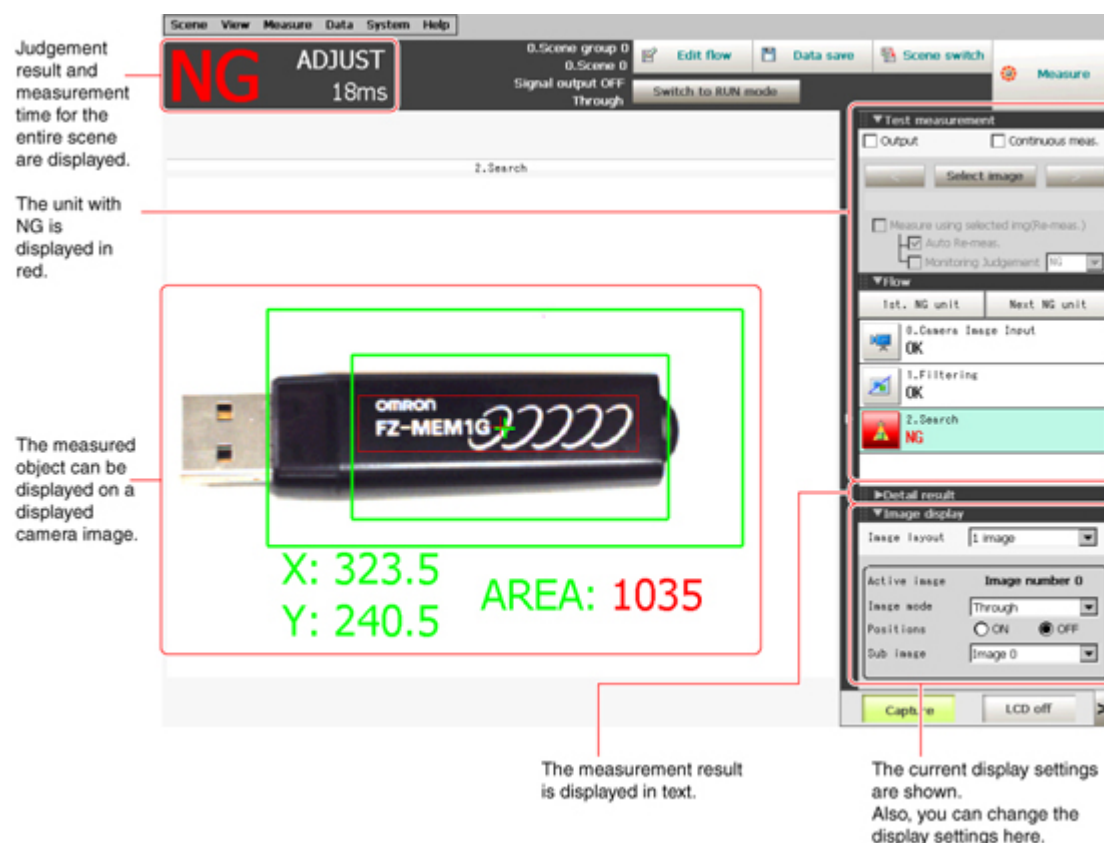 Scene View Measure Data System Help
Judgement
result and
measurement
time for the
entire scene
are displayed.
The unit with
NG is
displayed in
red.
The measured
object can be
displayed on a
displayed
camera image.
NG
ADJUST
18ms
0.Scene group 0
0.Scene 0
Signal output OFF
Through
Edit flow
Data save
Scene switch
Switch to RUN mode
Measure
2.Search
OMRON
FZ-MEM1G
X: 323.5
Y: 240.5
AREA: 1035
▼Test measurement
Output
Continuous meas.
<
Select image
>
Measure using selected img(Re-meas.)
Auto Re-meas.
Monitoring Judgement NG
▼Flow
1st. NG unit
Next NG unit
0.Camera Image Input
OK
1.Filtering
OK
2.Search
NG
▶Detail result
▼Image display
Image layout 1 image
Active image Image number 0
Image mode Through
Positions ON OFF
Sub image Image 0
Capture
LCD off
>
The measurement result
is displayed in text.
The current display settings
are shown.
Also, you can change the
display settings here.